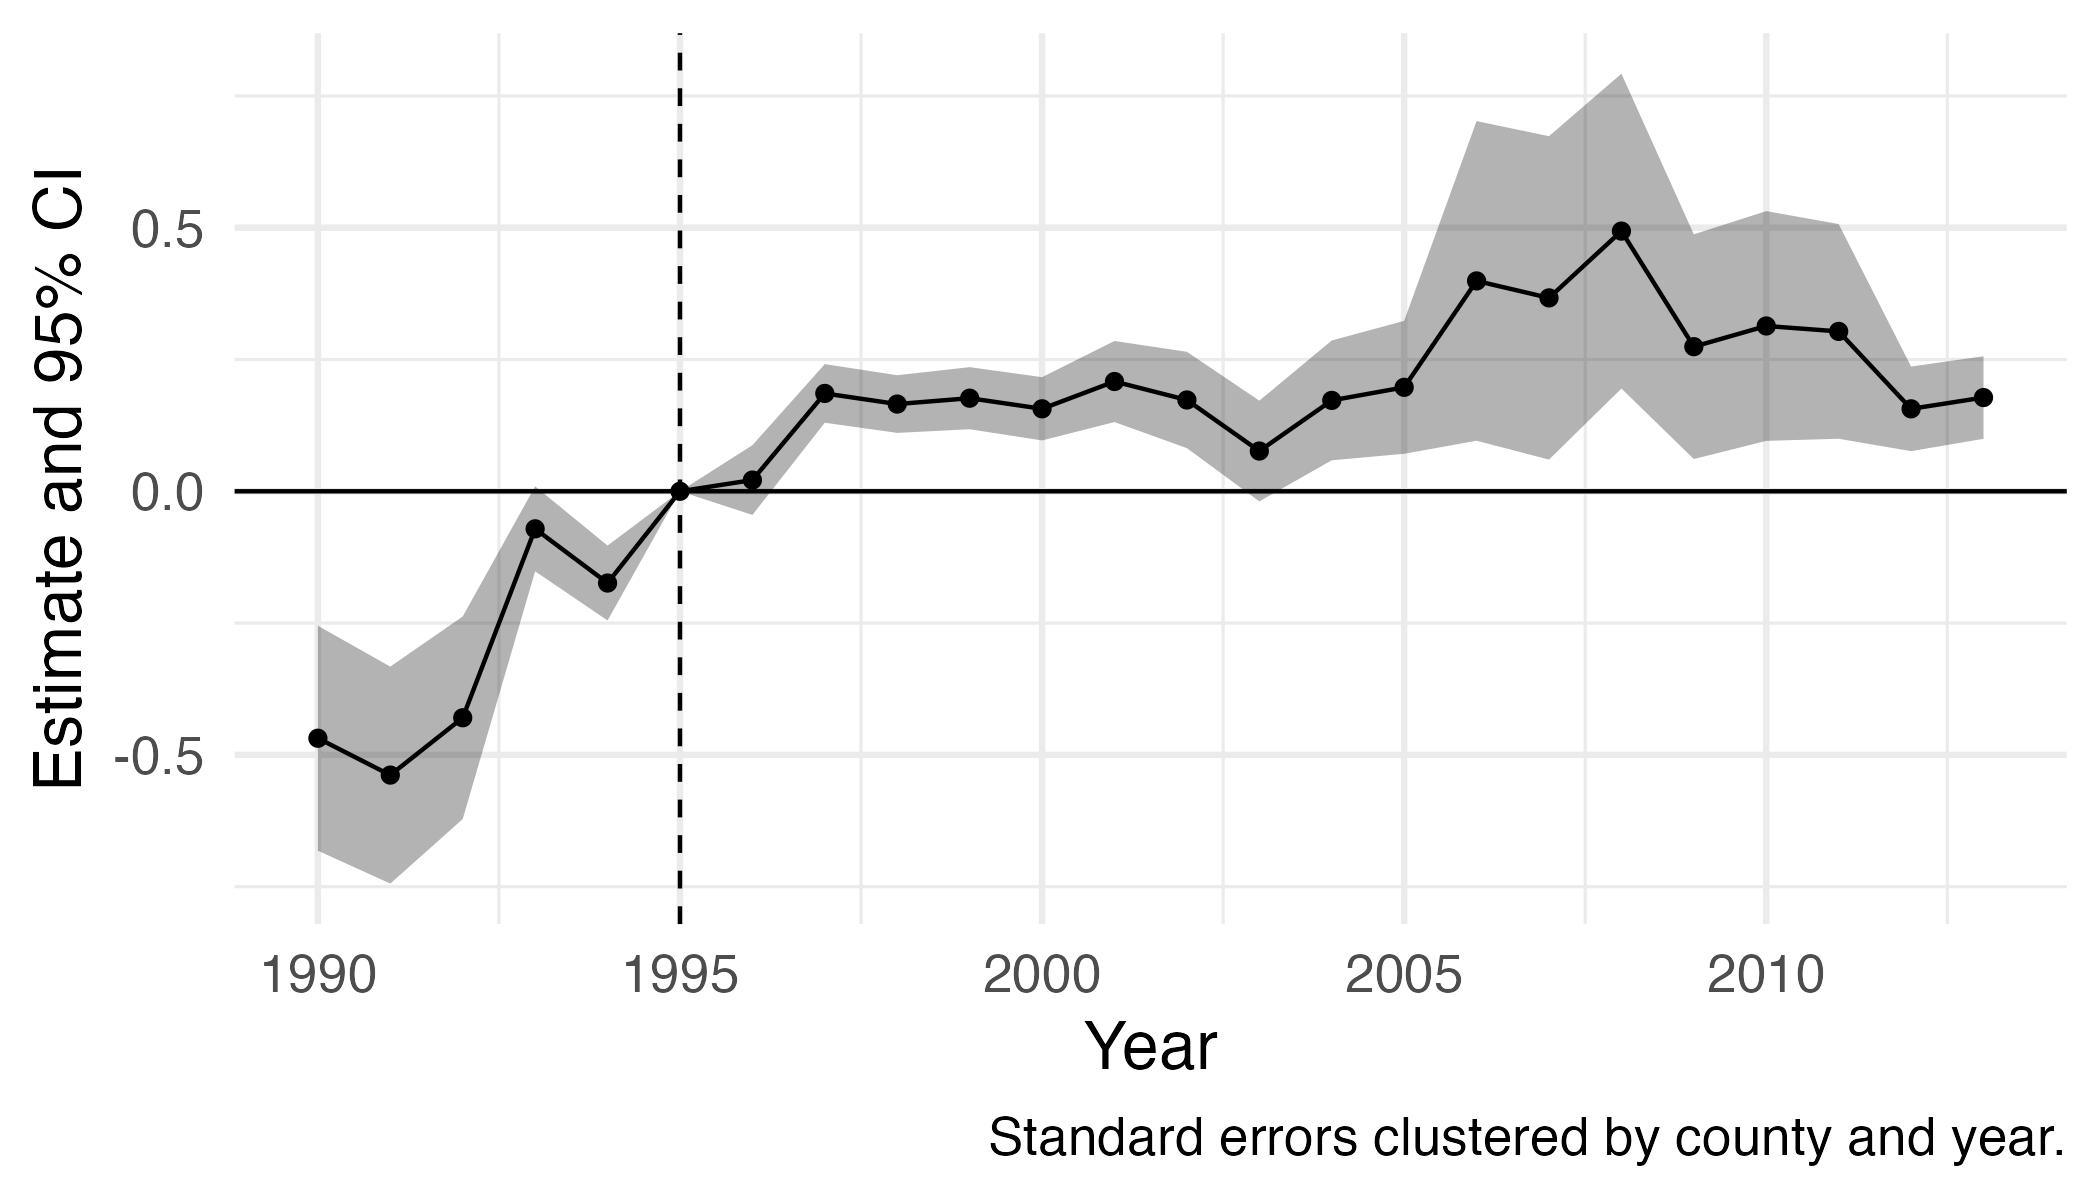 Estimate and 95% CI
0.5
0.0
-0.5
1990 1995 2000 2005 2010
Year
Standard errors clustered by county and year.